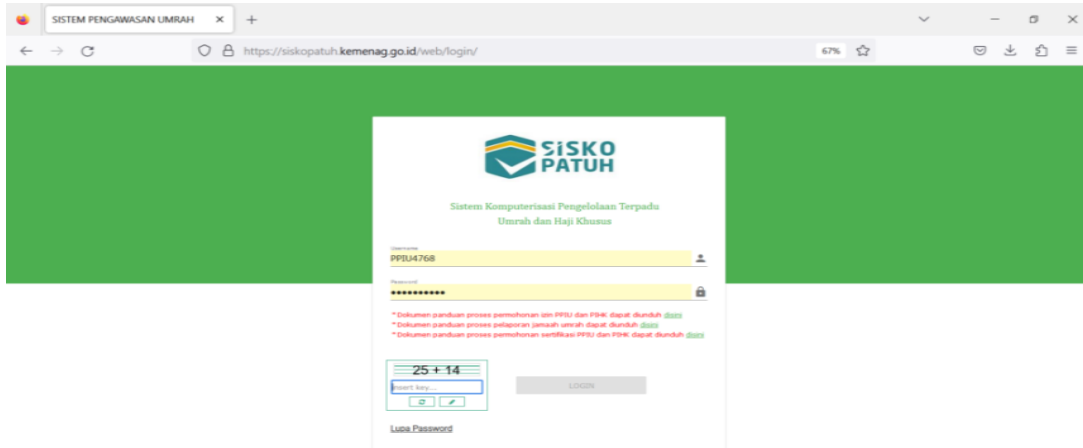 SISTEM PENGAWASAN UMRAH
https://siskopatuh.kemenag.go.id/web/login/
67%
SiSKO
PATUH
Sistem Komputerisasi Pengelolaan Terpadu
Umrah dan Haji Khusus
Username
PPIU4768
Password
••••••••••
* Dokumen panduan proses permohonan izin PPIU dan PIHK dapat diunduh disini
* Dokumen panduan proses pelaporan jamaah umrah dapat diunduh disini
* Dokumen panduan proses permohonan sertifikasi PPIU dan PIHK dapat diunduh disini
25 + 14
insert key....
LOGIN
Lupa Password